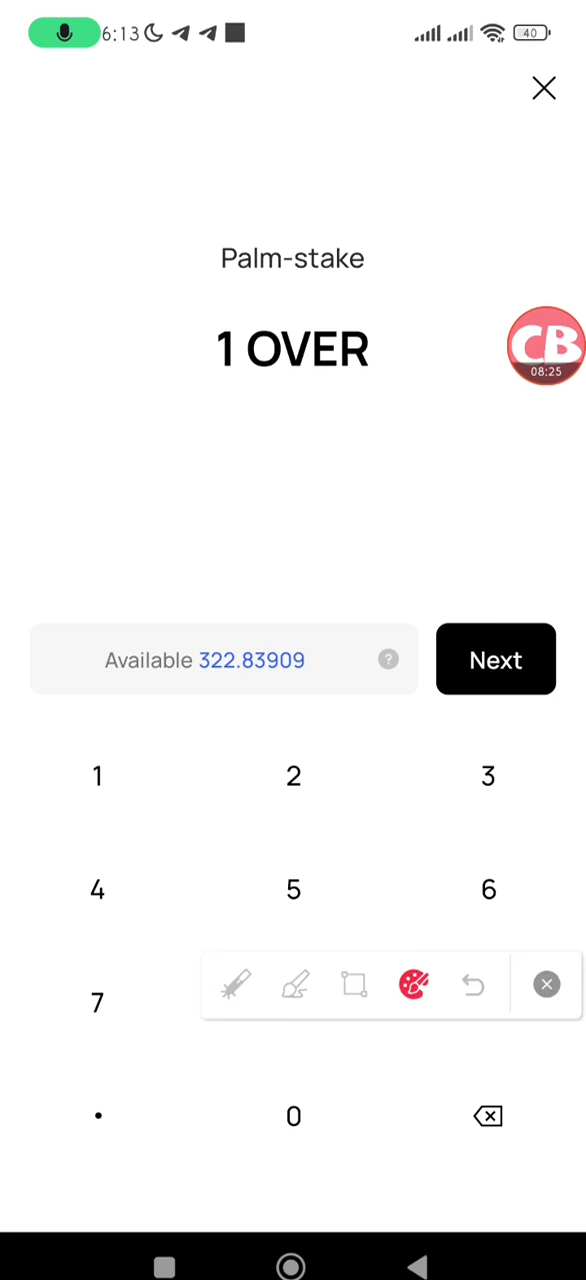 6:13
40
Palm-stake
1 OVER
CB
08:25
Available 322.83909
?
Next
1 2 3
4 5 6
7
. 0